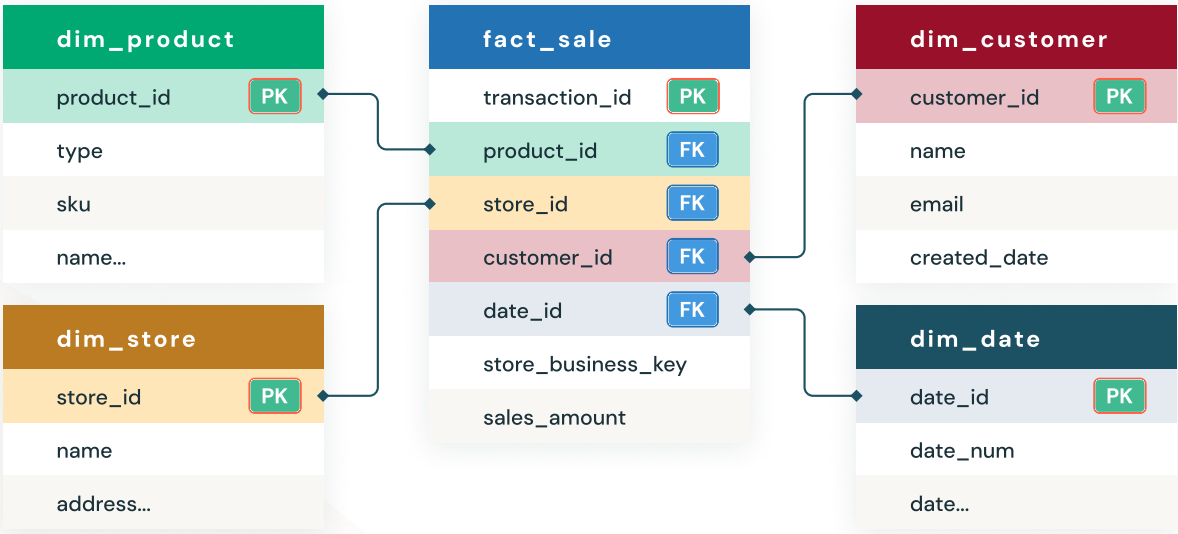 dim_product
product_id PK
type
sku
name...
dim_store
store_id PK
name
address...
fact_sale
transaction_id PK
product_id FK
store_id FK
customer_id FK
date_id FK
store_business_key
sales_amount
dim_customer
customer_id PK
name
email
created_date
dim_date
date_id PK
date_num
date...